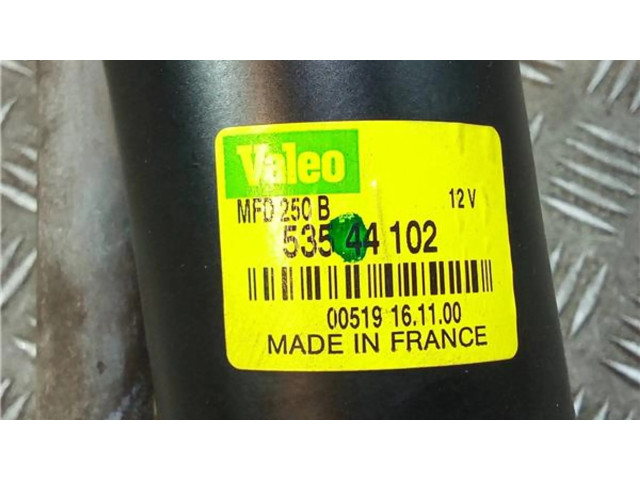 Valeo
MFD 250 B 12 V
535 44 102
00519 16.11.00
MADE IN FRANCE